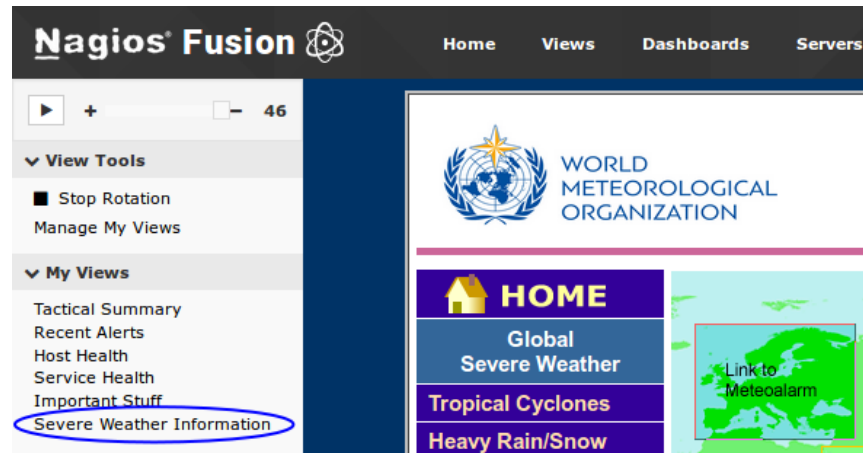 Nagios® Fusion
Home Views Dashboards Servers
+ – 46
View Tools
Stop Rotation
Manage My Views
My Views
Tactical Summary
Recent Alerts
Host Health
Service Health
Important Stuff
Severe Weather Information
WORLD
METEOROLOGICAL
ORGANIZATION
HOME
Global
Severe Weather
Tropical Cyclones
Heavy Rain/Snow
Link to
Meteoalarm